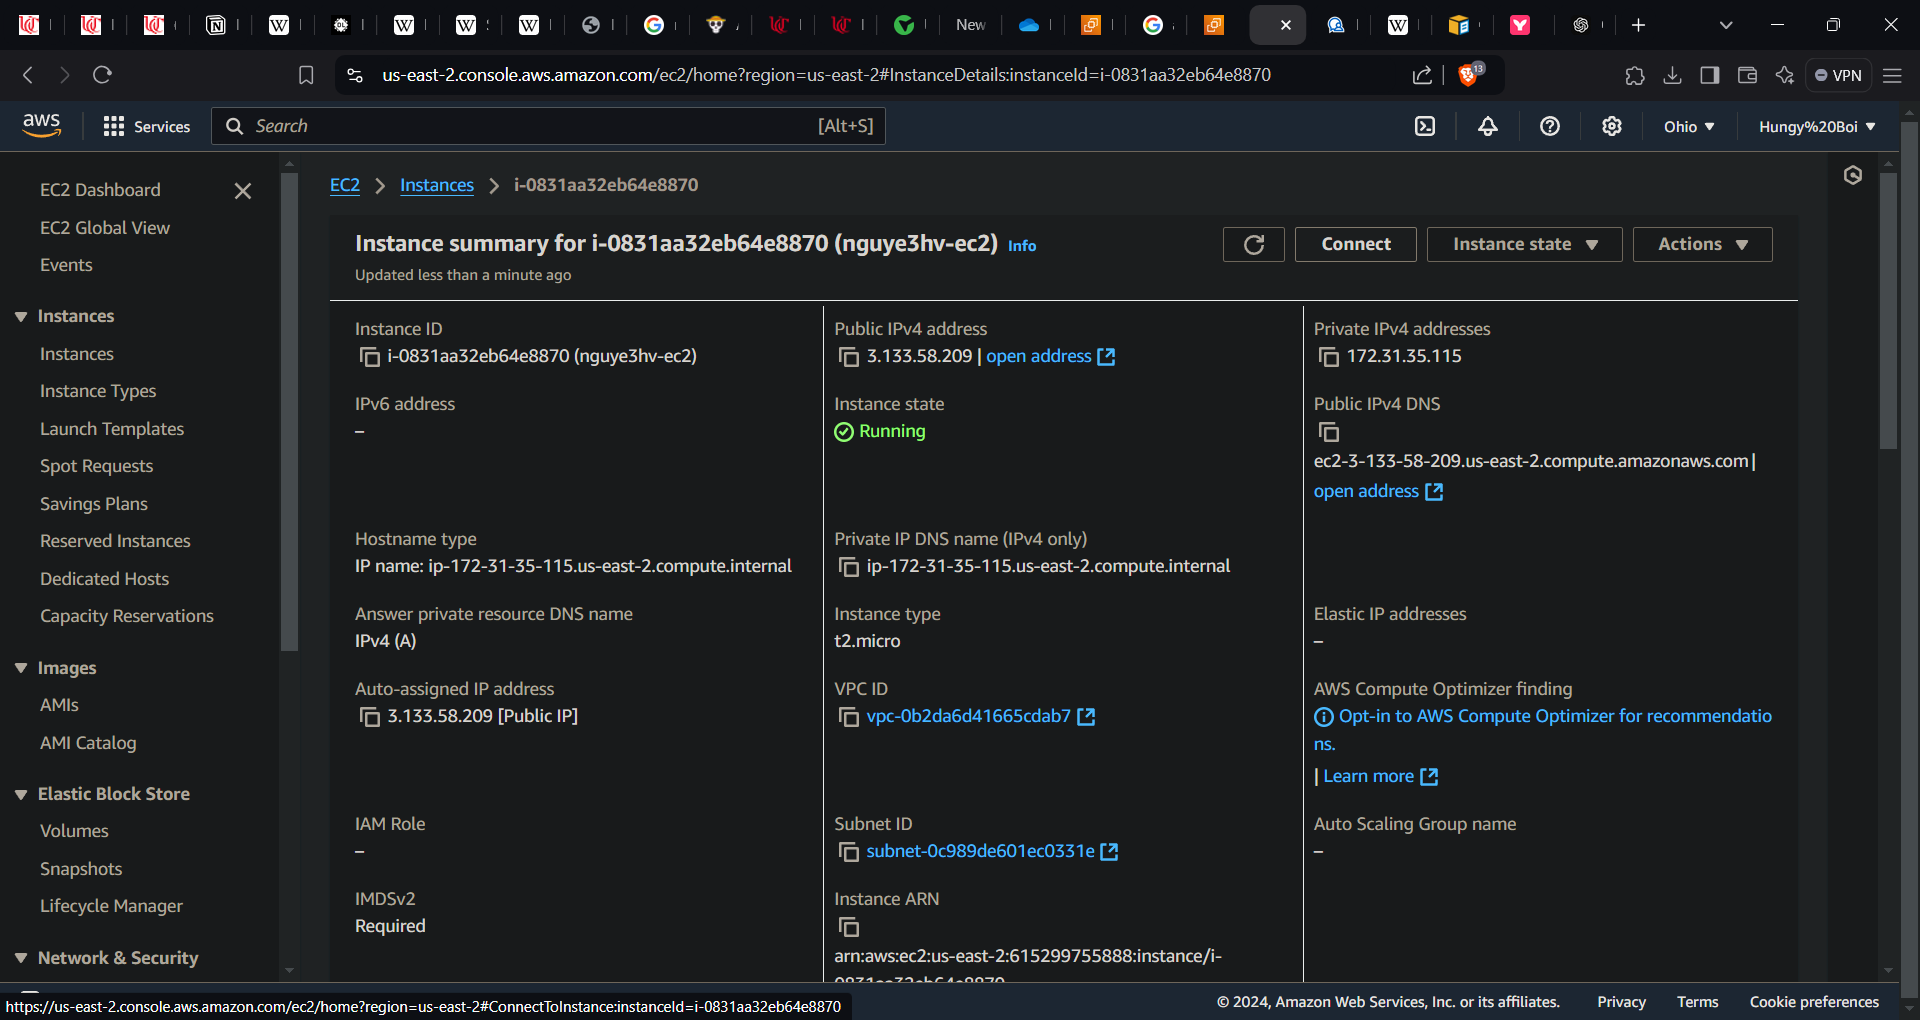 New
us-east-2.console.aws.amazon.com/ec2/home?region=us-east-2#InstanceDetails:instanceId=i-0831aa32eb64e8870
13
VPN
aws
Services
Search
[Alt+S]
Ohio
Hungy%20Boi
EC2 Dashboard
EC2 Global View
Events
Instances
Instances
Instance Types
Launch Templates
Spot Requests
Savings Plans
Reserved Instances
Dedicated Hosts
Capacity Reservations
Images
AMIs
AMI Catalog
Elastic Block Store
Volumes
Snapshots
Lifecycle Manager
Network & Security
EC2 > Instances > i-0831aa32eb64e8870
Instance summary for i-0831aa32eb64e8870 (nguye3hv-ec2) Info
Updated less than a minute ago
Connect
Instance state
Actions
Instance ID
i-0831aa32eb64e8870 (nguye3hv-ec2)
Public IPv4 address
3.133.58.209 | open address
Private IPv4 addresses
172.31.35.115
IPv6 address
–
Instance state
Running
Public IPv4 DNS
ec2-3-133-58-209.us-east-2.compute.amazonaws.com |
open address
Hostname type
IP name: ip-172-31-35-115.us-east-2.compute.internal
Private IP DNS name (IPv4 only)
ip-172-31-35-115.us-east-2.compute.internal
Answer private resource DNS name
IPv4 (A)
Instance type
t2.micro
Elastic IP addresses
–
Auto-assigned IP address
3.133.58.209 [Public IP]
VPC ID
vpc-0b2da6d41665cdab7
AWS Compute Optimizer finding
Opt-in to AWS Compute Optimizer for recommendatio
ns.
| Learn more
IAM Role
–
Subnet ID
subnet-0c989de601ec0331e
Auto Scaling Group name
–
IMDSv2
Required
Instance ARN
arn:aws:ec2:us-east-2:615299755888:instance/i-
0831aa32eb64e8870
https://us-east-2.console.aws.amazon.com/ec2/home?region=us-east-2#ConnectToInstance:instanceId=i-0831aa32eb64e8870
© 2024, Amazon Web Services, Inc. or its affiliates.
Privacy
Terms
Cookie preferences